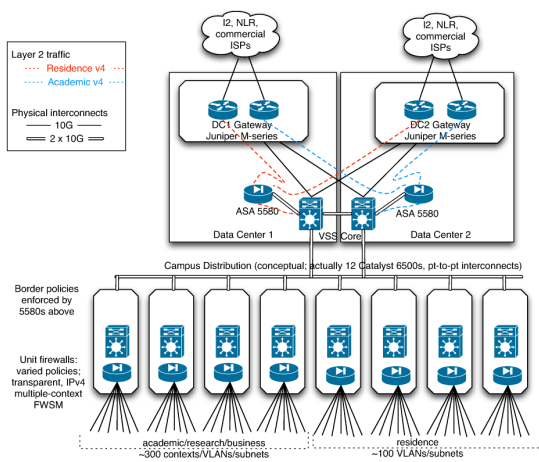 I2, NLR,
commercial
ISPs
I2, NLR,
commercial
ISPs
Layer 2 traffic
Residence v4
Academic v4
Physical interconnects
10G
2 x 10G
DC1 Gateway
Juniper M-series
DC2 Gateway
Juniper M-series
ASA 5580
ASA 5580
Data Center 1
VSS Core
Data Center 2
Campus Distribution (conceptual; actually 12 Catalyst 6500s, pt-to-pt interconnects)
Border policies
enforced by
5580s above
Unit firewalls:
varied policies;
transparent, IPv4
multiple-context
FWSM
academic/research/business
~300 contexts/VLANs/subnets
residence
~100 VLANs/subnets